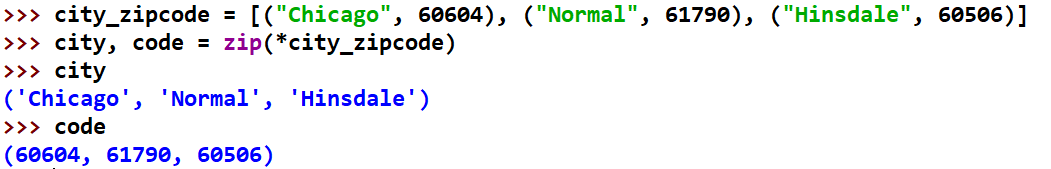 >>> city_zipcode = [("Chicago", 60604), ("Normal", 61790), ("Hinsdale", 60506)]
>>> city, code = zip(*city_zipcode)
>>> city
('Chicago', 'Normal', 'Hinsdale')
>>> code
(60604, 61790, 60506)